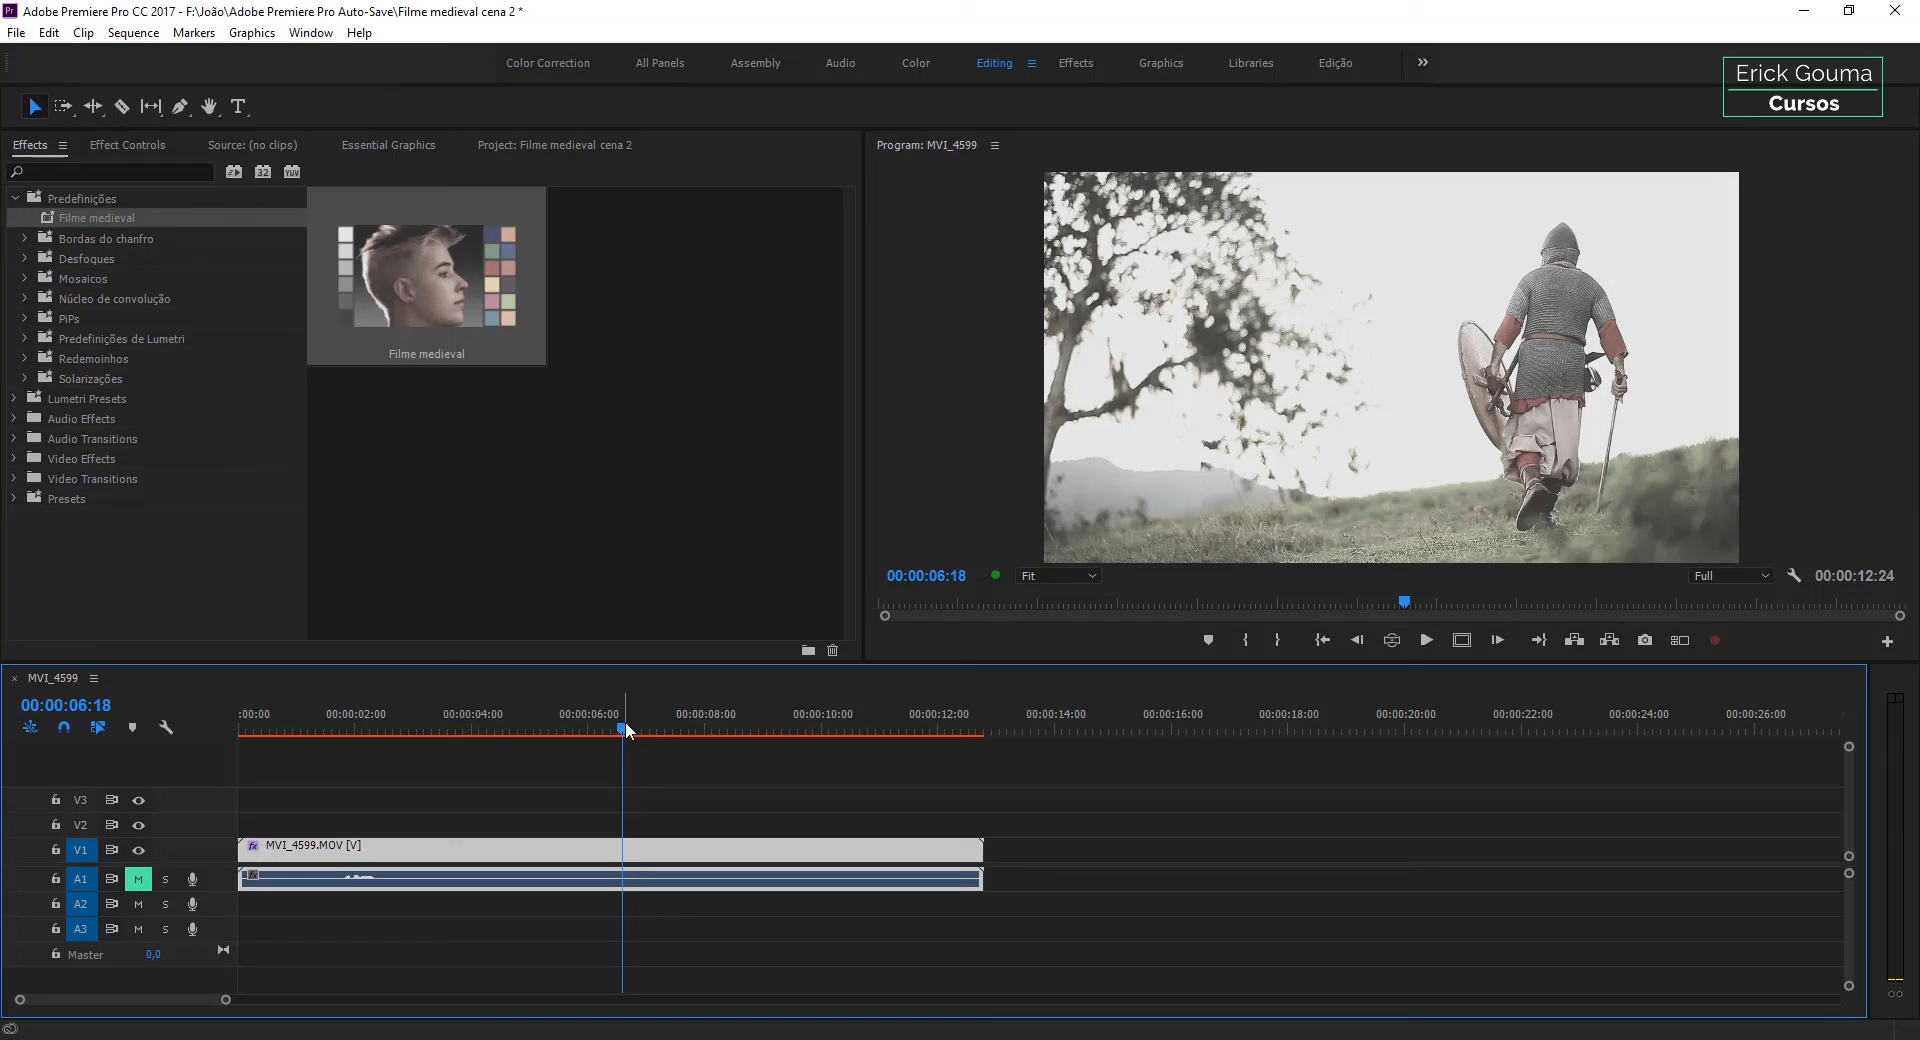 Adobe Premiere Pro CC 2017 - F:\João\Adobe Premiere Pro Auto-Save\Filme medieval cena 2 *
File Edit Clip Sequence Markers Graphics Window Help
Color Correction All Panels Assembly Audio Color Editing Effects Graphics Libraries Edição
Erick Gouma
Cursos
Effects Effect Controls Source: (no clips) Essential Graphics Project: Filme medieval cena 2
32 YUV
Predefinições
Filme medieval
Bordas do chanfro
Desfoques
Mosaicos
Núcleo de convolução
PiPs
Predefinições de Lumetri
Redemoinhos
Solarizações
Lumetri Presets
Audio Effects
Audio Transitions
Video Effects
Video Transitions
Presets
Filme medieval
Program: MVI_4599
00:00:06:18 Fit Full 00:00:12:24
MVI_4599
00:00:06:18
:00:00 00:00:02:00 00:00:04:00 00:00:06:00 00:00:08:00 00:00:10:00 00:00:12:00 00:00:14:00 00:00:16:00 00:00:18:00 00:00:20:00 00:00:22:00 00:00:24:00 00:00:26:00
V3
V2
V1 fx MVI_4599.MOV [V]
A1 M S fx
A2 M S
A3 M S
Master 0,0